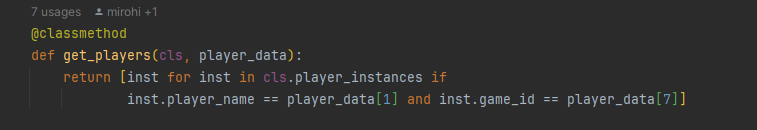 7 usages mirohi +1
@classmethod
def get_players(cls, player_data):
    return [inst for inst in cls.player_instances if
            inst.player_name == player_data[1] and inst.game_id == player_data[7]]